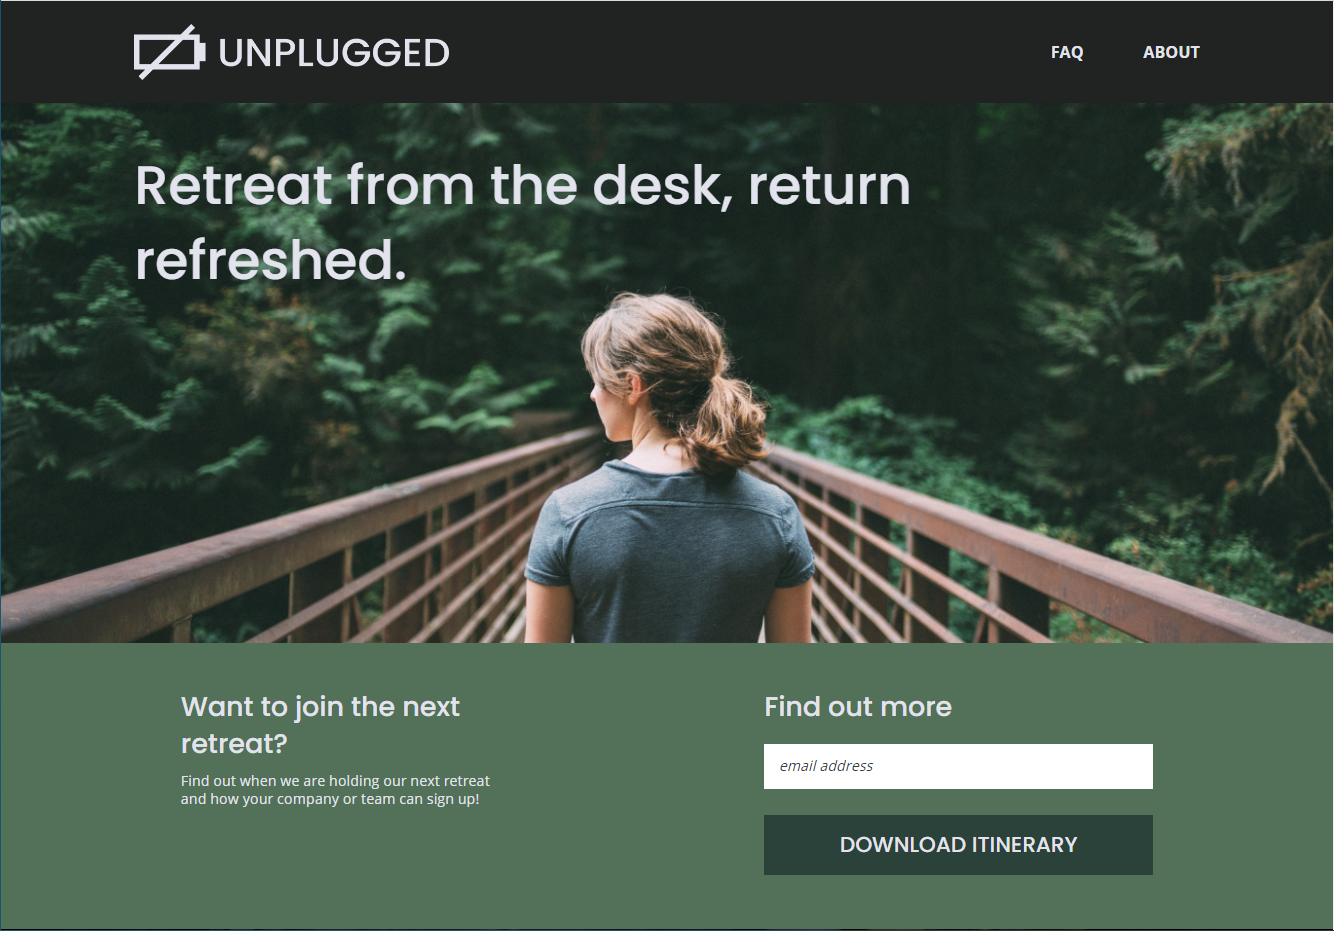 UNPLUGGED
FAQ
ABOUT
Retreat from the desk, return
refreshed.
Want to join the next
retreat?
Find out when we are holding our next retreat
and how your company or team can sign up!
Find out more
email address
DOWNLOAD ITINERARY